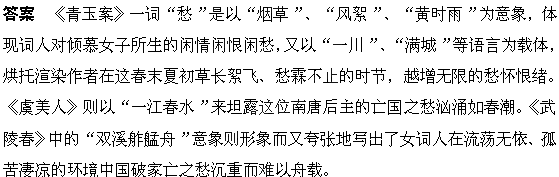 答案　《青玉案》一词“愁”是以“烟草”、“风絮”、“黄时雨”为意象，体
现词人对倾慕女子所生的闲情闲恨闲愁，又以“一川”、“满城”等语言为载体，
烘托渲染作者在这春末夏初草长絮飞、愁霖不止的时节，越增无限的愁怀恨绪。
《虞美人》则以“一江春水”来坦露这位南唐后主的亡国之愁汹涌如春潮。《武
陵春》中的“双溪舴艋舟”意象则形象而又夸张地写出了女词人在流荡无依、孤
苦凄凉的环境中国破家亡之愁沉重而难以舟载。